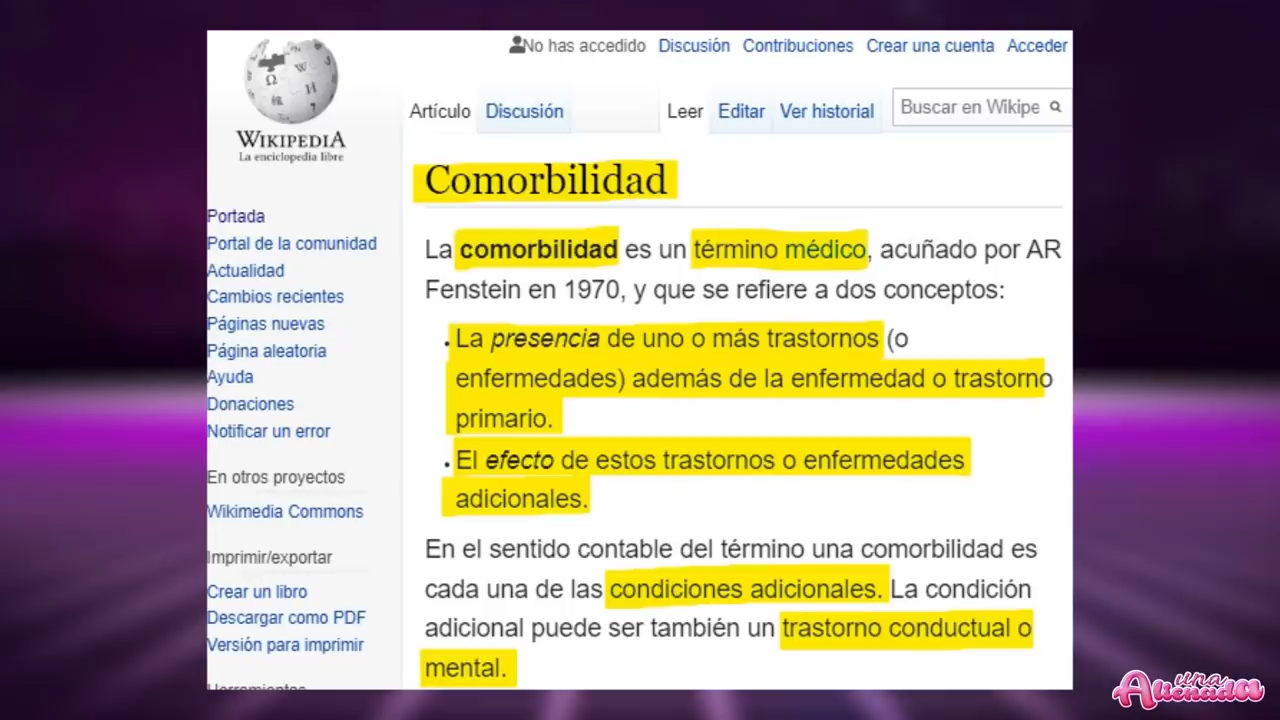 No has accedido Discusión Contribuciones Crear una cuenta Acceder
WIKIPEDIA
La enciclopedia libre
Artículo Discusión Leer Editar Ver historial Buscar en Wikipe
Portada
Portal de la comunidad
Actualidad
Cambios recientes
Páginas nuevas
Página aleatoria
Ayuda
Donaciones
Notificar un error
En otros proyectos
Wikimedia Commons
Imprimir/exportar
Crear un libro
Descargar como PDF
Versión para imprimir
Herramientas
Comorbilidad
La comorbilidad es un término médico, acuñado por AR
Fenstein en 1970, y que se refiere a dos conceptos:
La presencia de uno o más trastornos (o
enfermedades) además de la enfermedad o trastorno
primario.
El efecto de estos trastornos o enfermedades
adicionales.
En el sentido contable del término una comorbilidad es
cada una de las condiciones adicionales. La condición
adicional puede ser también un trastorno conductual o
mental.
una
Alienada